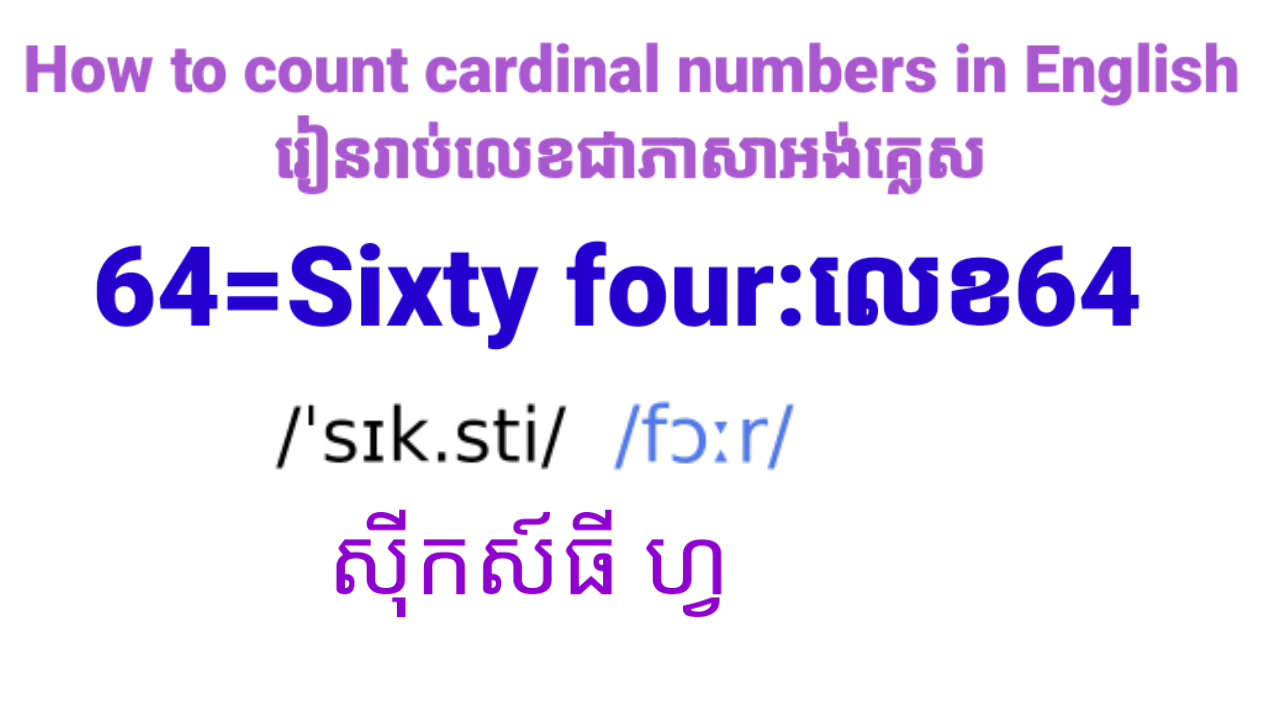 How to count cardinal numbers in English
រៀនរាប់លេខជាភាសាអង់គ្លេស
64=Sixty four:លេខ64
/ˈsɪk.sti/ /fɔːr/
ស៊ីកស៍ធី ហ្វ